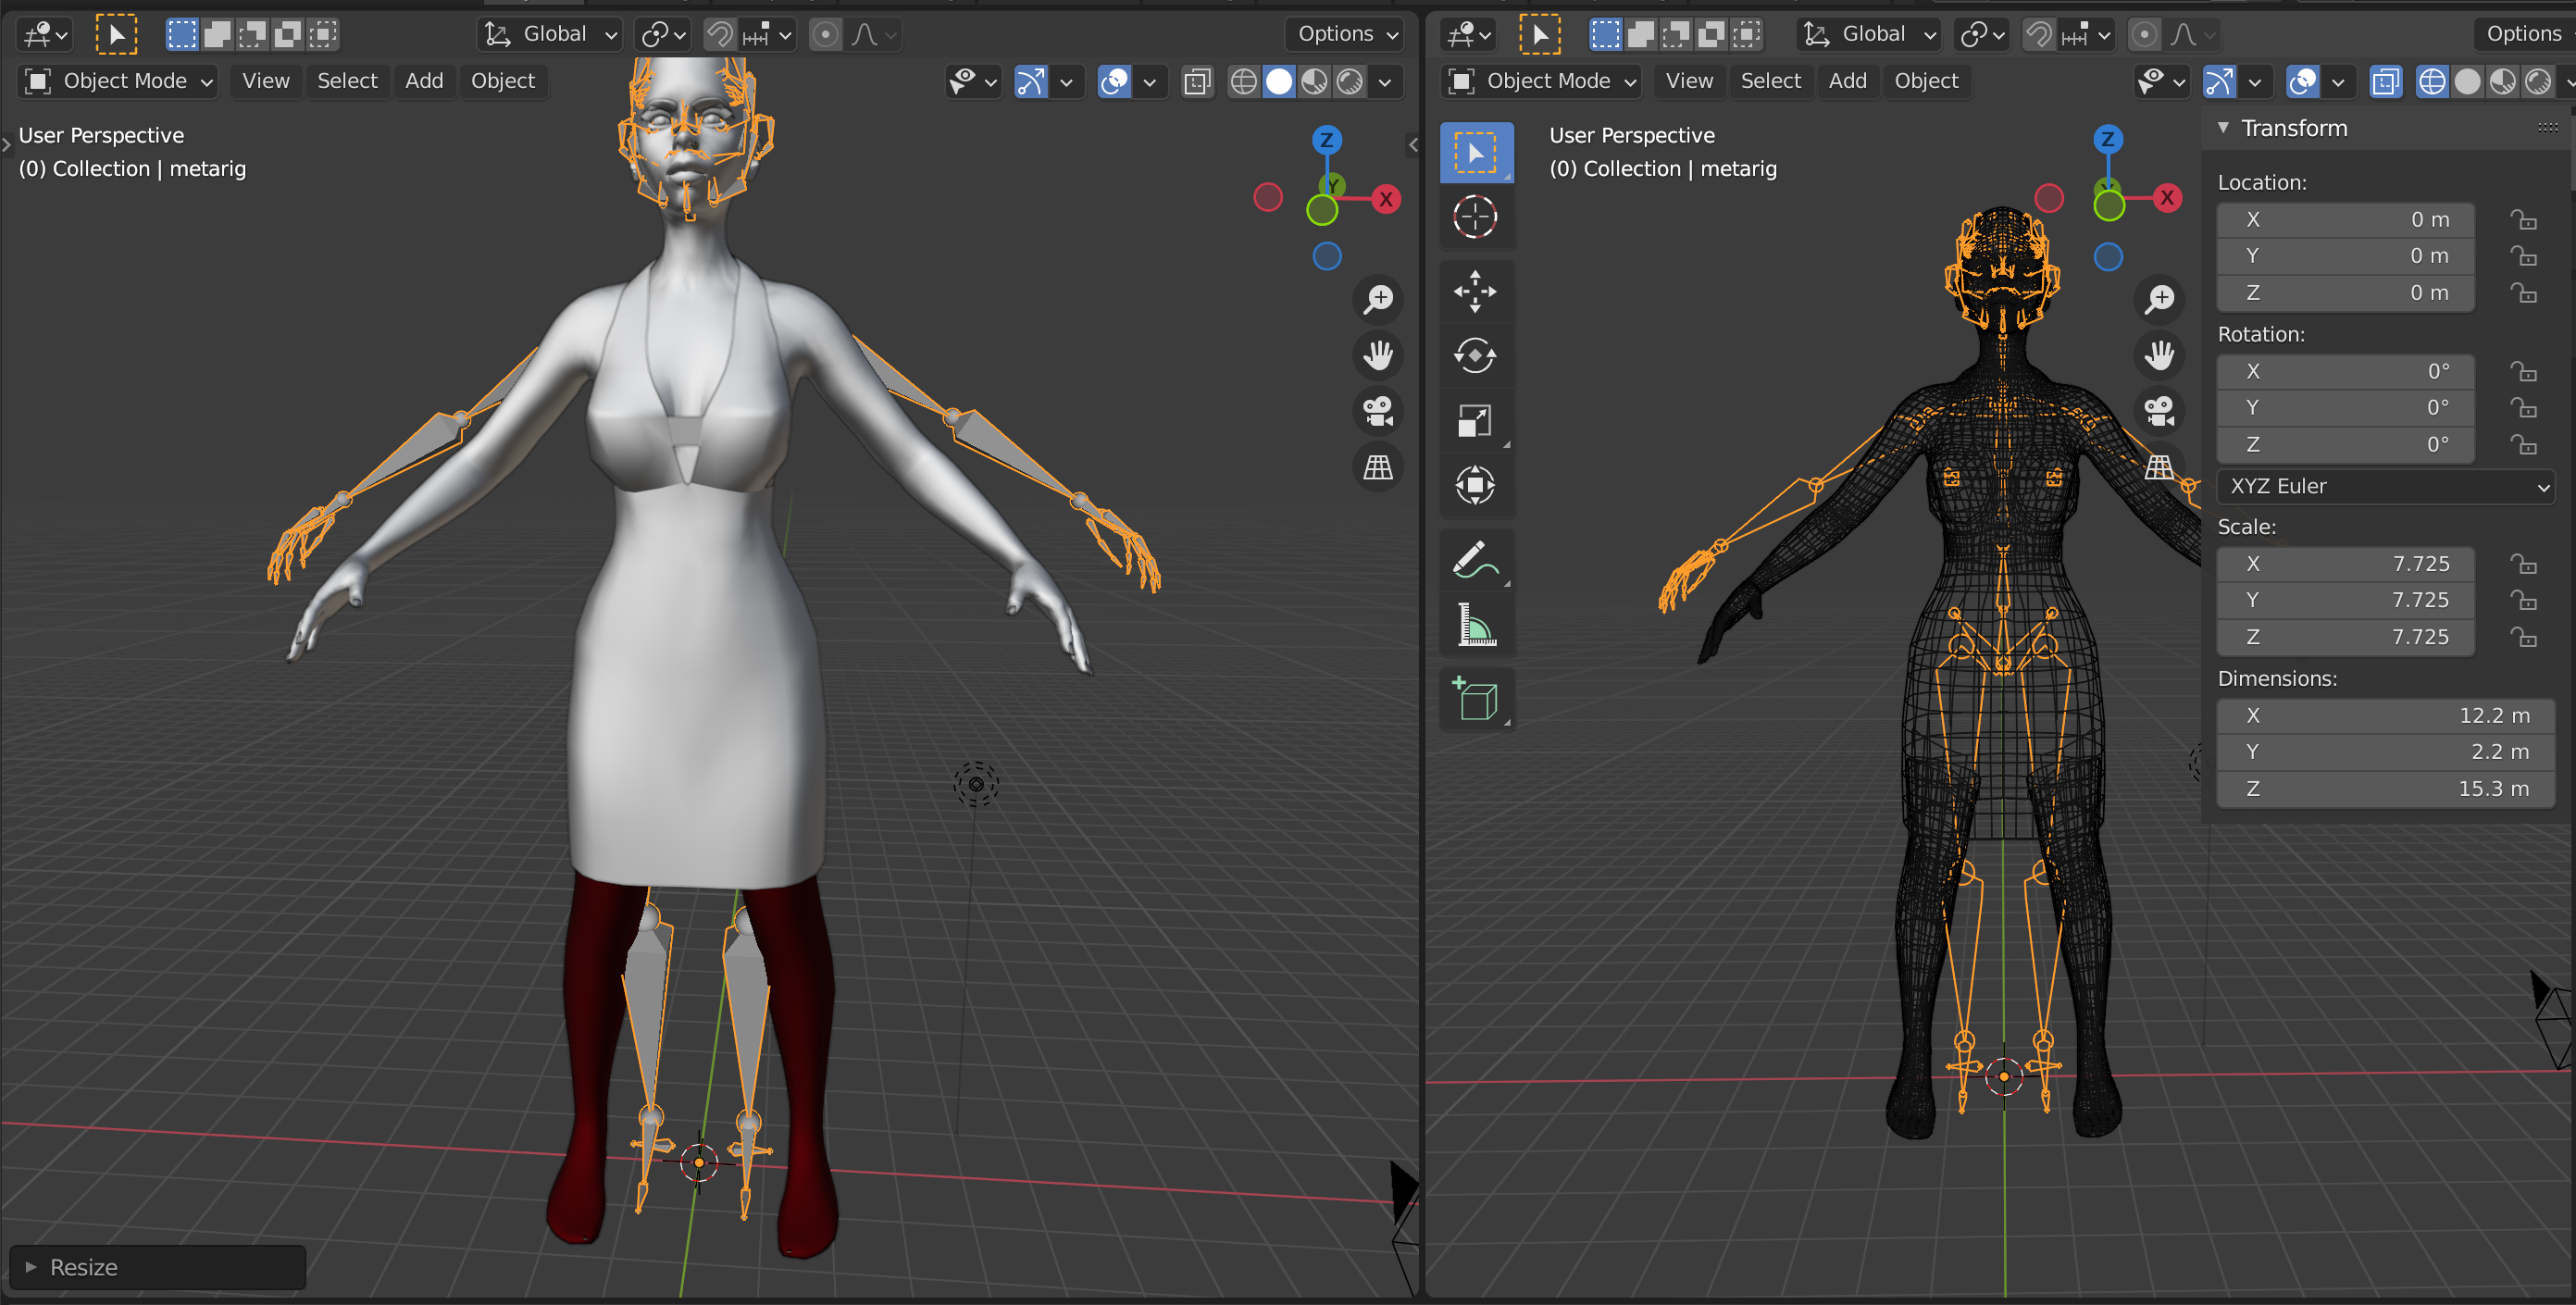 Global
Options
Object Mode
View
Select
Add
Object
User Perspective
(0) Collection | metarig
Z
Y
X
Resize
Global
Options
Object Mode
View
Select
Add
Object
User Perspective
(0) Collection | metarig
Z
X
Transform
Location:
X 0 m
Y 0 m
Z 0 m
Rotation:
X 0°
Y 0°
Z 0°
XYZ Euler
Scale:
X 7.725
Y 7.725
Z 7.725
Dimensions:
X 12.2 m
Y 2.2 m
Z 15.3 m